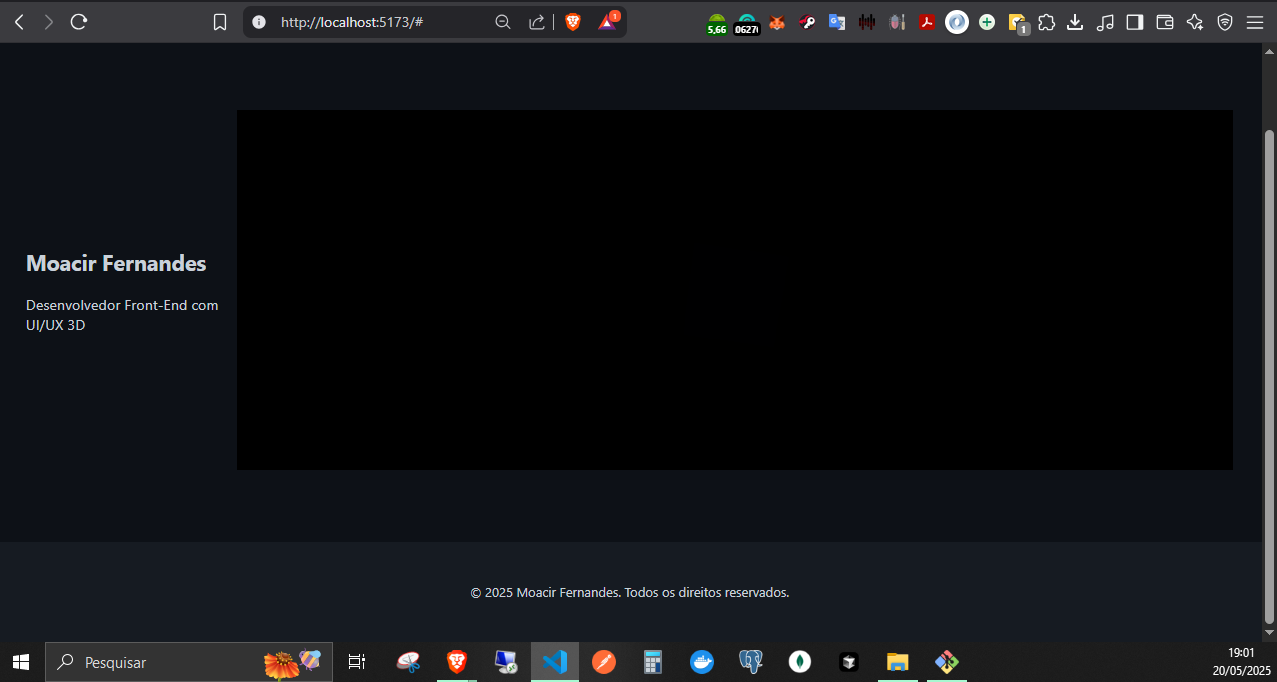 http://localhost:5173/#
1
5,66
1
Moacir Fernandes
Desenvolvedor Front-End com
UI/UX 3D
© 2025 Moacir Fernandes. Todos os direitos reservados.
Pesquisar
19:01
20/05/2025